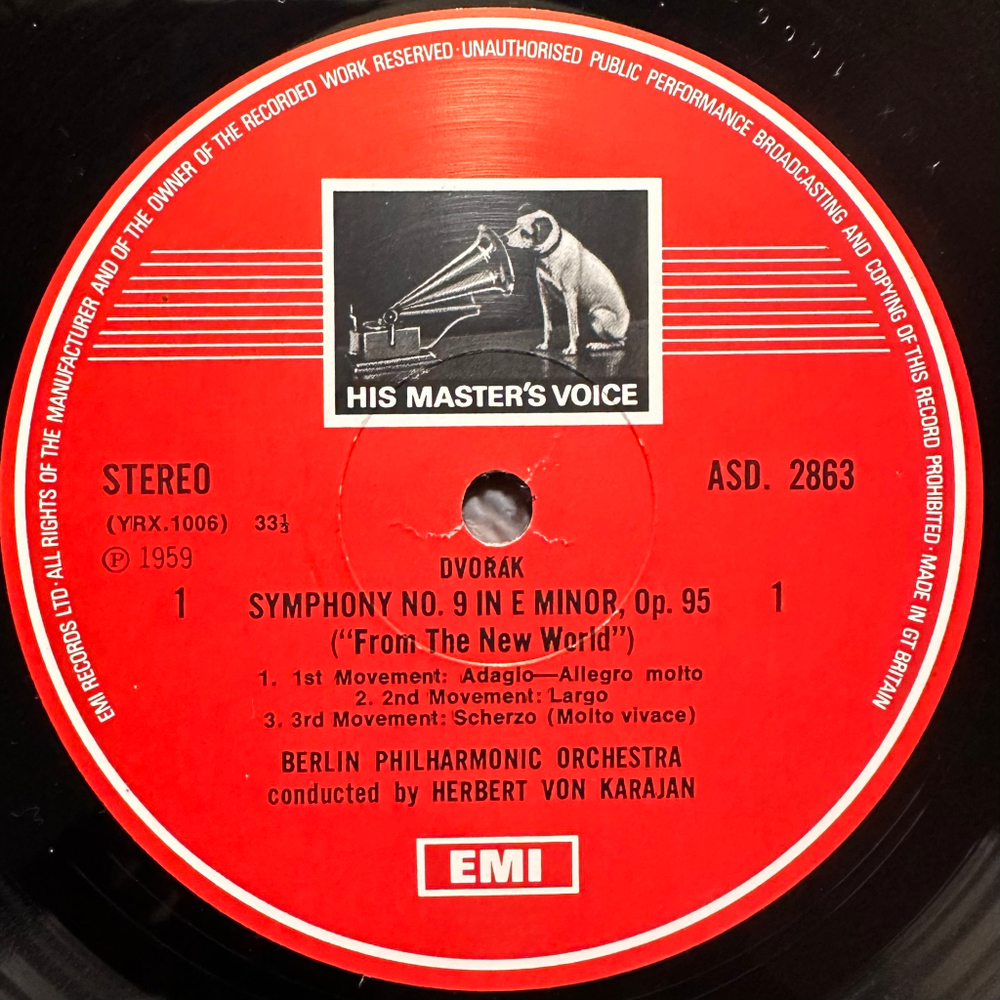 EMI RECORDS LTD · ALL RIGHTS OF THE MANUFACTURER AND OF THE OWNER OF THE RECORDED WORK RESERVED · UNAUTHORISED PUBLIC PERFORMANCE BROADCASTING AND COPYING OF THIS RECORD PROHIBITED · MADE IN GT BRITAIN
HIS MASTER'S VOICE
STEREO
ASD. 2863
(YRX.1006) 33⅓
℗ 1959
DVOŘÁK
1 SYMPHONY NO. 9 IN E MINOR, Op. 95 1
("From The New World")
1. 1st Movement: Adagio—Allegro molto
2. 2nd Movement: Largo
3. 3rd Movement: Scherzo (Molto vivace)
BERLIN PHILHARMONIC ORCHESTRA
conducted by HERBERT VON KARAJAN
EMI